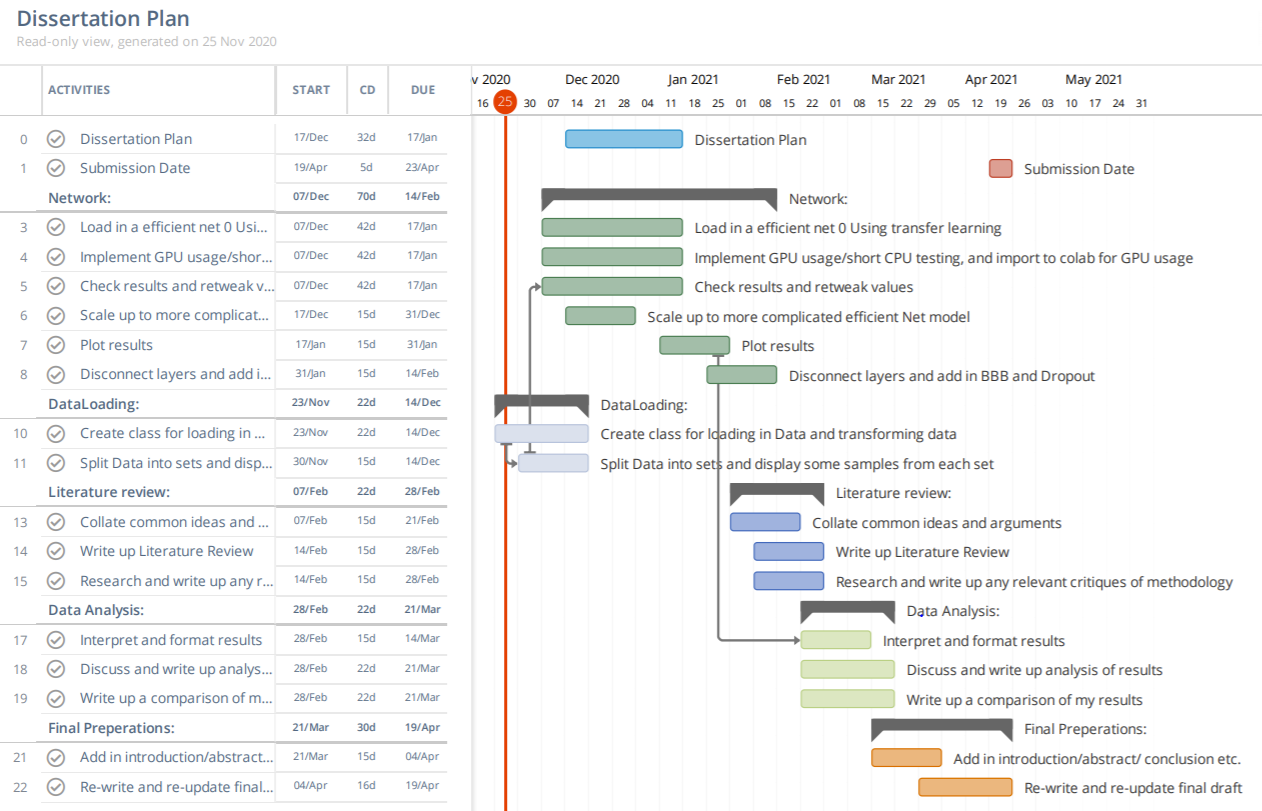 Dissertation Plan
Read-only view, generated on 25 Nov 2020
v 2020 Dec 2020 Jan 2021 Feb 2021 Mar 2021 Apr 2021 May 2021
ACTIVITIES START CD DUE
16 25 30 07 14 21 28 04 11 18 25 01 08 15 22 01 08 15 22 29 05 12 19 26 03 10 17 24 31
0 Dissertation Plan 17/Dec 32d 17/Jan Dissertation Plan
1 Submission Date 19/Apr 5d 23/Apr Submission Date
Network: 07/Dec 70d 14/Feb Network:
3 Load in a efficient net 0 Usi... 07/Dec 42d 17/Jan Load in a efficient net 0 Using transfer learning
4 Implement GPU usage/shor... 07/Dec 42d 17/Jan Implement GPU usage/short CPU testing, and import to colab for GPU usage
5 Check results and retweak v... 07/Dec 42d 17/Jan Check results and retweak values
6 Scale up to more complicat... 17/Dec 15d 31/Dec Scale up to more complicated efficient Net model
7 Plot results 17/Jan 15d 31/Jan Plot results
8 Disconnect layers and add i... 31/Jan 15d 14/Feb Disconnect layers and add in BBB and Dropout
DataLoading: 23/Nov 22d 14/Dec DataLoading:
10 Create class for loading in ... 23/Nov 22d 14/Dec Create class for loading in Data and transforming data
11 Split Data into sets and disp... 30/Nov 15d 14/Dec Split Data into sets and display some samples from each set
Literature review: 07/Feb 22d 28/Feb Literature review:
13 Collate common ideas and ... 07/Feb 15d 21/Feb Collate common ideas and arguments
14 Write up Literature Review 14/Feb 15d 28/Feb Write up Literature Review
15 Research and write up any r... 14/Feb 15d 28/Feb Research and write up any relevant critiques of methodology
Data Analysis: 28/Feb 22d 21/Mar Data Analysis:
17 Interpret and format results 28/Feb 15d 14/Mar Interpret and format results
18 Discuss and write up analys... 28/Feb 22d 21/Mar Discuss and write up analysis of results
19 Write up a comparison of m... 28/Feb 22d 21/Mar Write up a comparison of my results
Final Preperations: 21/Mar 30d 19/Apr Final Preperations:
21 Add in introduction/abstract... 21/Mar 15d 04/Apr Add in introduction/abstract/ conclusion etc.
22 Re-write and re-update final... 04/Apr 16d 19/Apr Re-write and re-update final draft